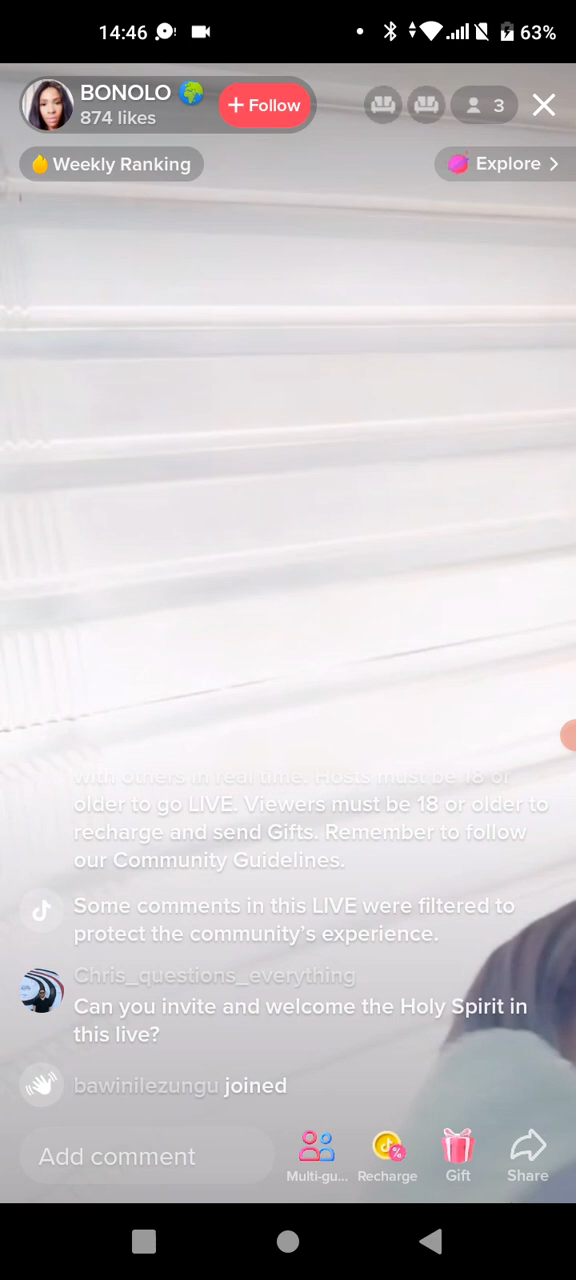 14:46
63%
BONOLO
+ Follow
874 likes
3
Weekly Ranking
Explore
with others in real time. Hosts must be 18 or
older to go LIVE. Viewers must be 18 or older to
recharge and send Gifts. Remember to follow
our Community Guidelines.
Some comments in this LIVE were filtered to
protect the community's experience.
Chris_questions_everything
Can you invite and welcome the Holy Spirit in
this live?
bawinilezungu joined
Add comment
Multi-gu...
Recharge
Gift
Share